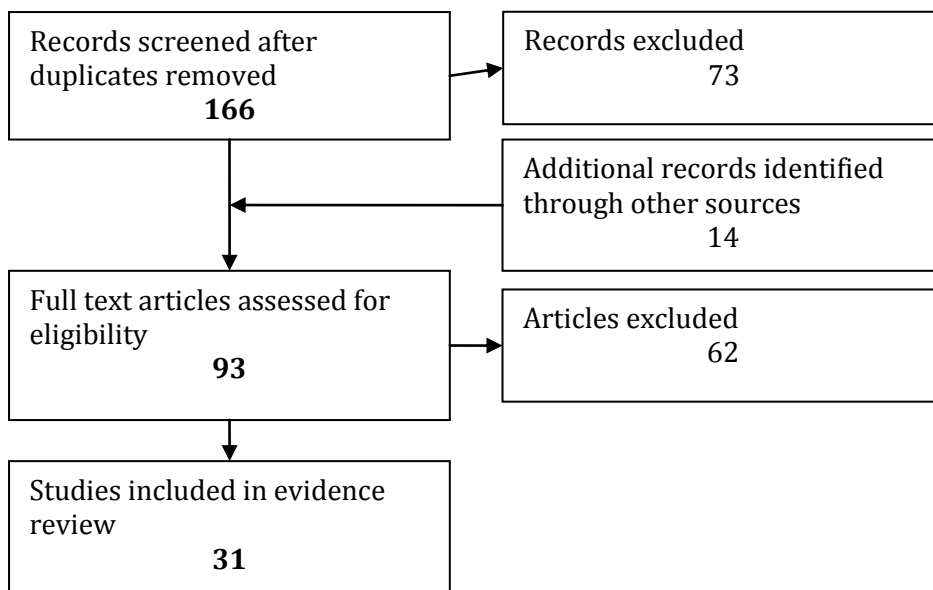 Records screened after
duplicates removed
166
Records excluded
73
Additional records identified
through other sources
14
Full text articles assessed for
eligibility
93
Articles excluded
62
Studies included in evidence
review
31